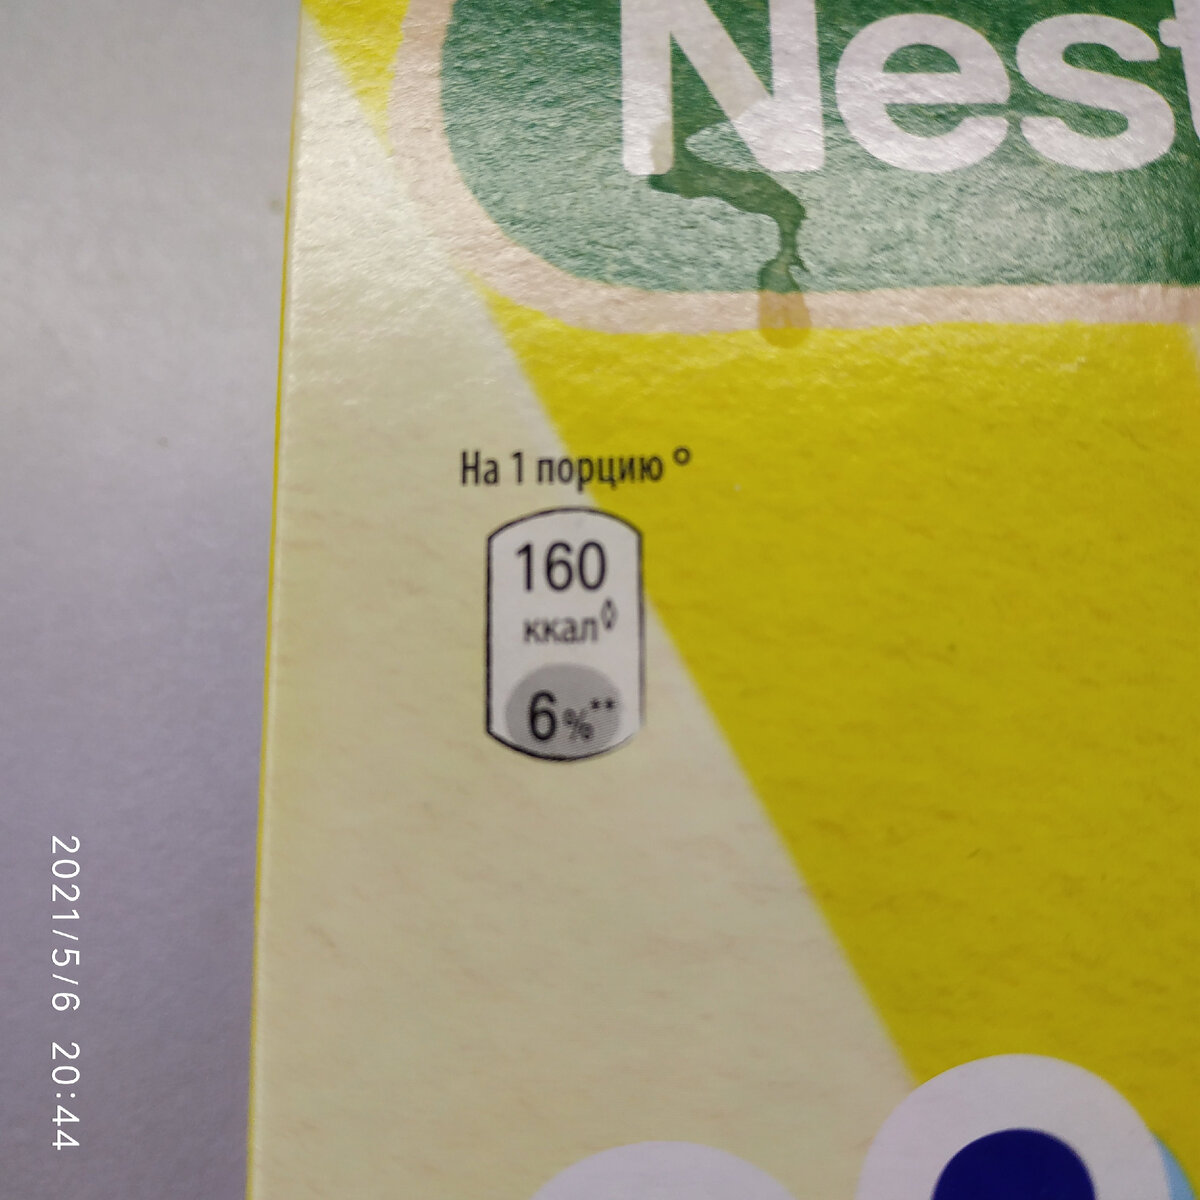 Nest
На 1 порцию °
160
ккал◊
6%**
2021/5/6 20:44